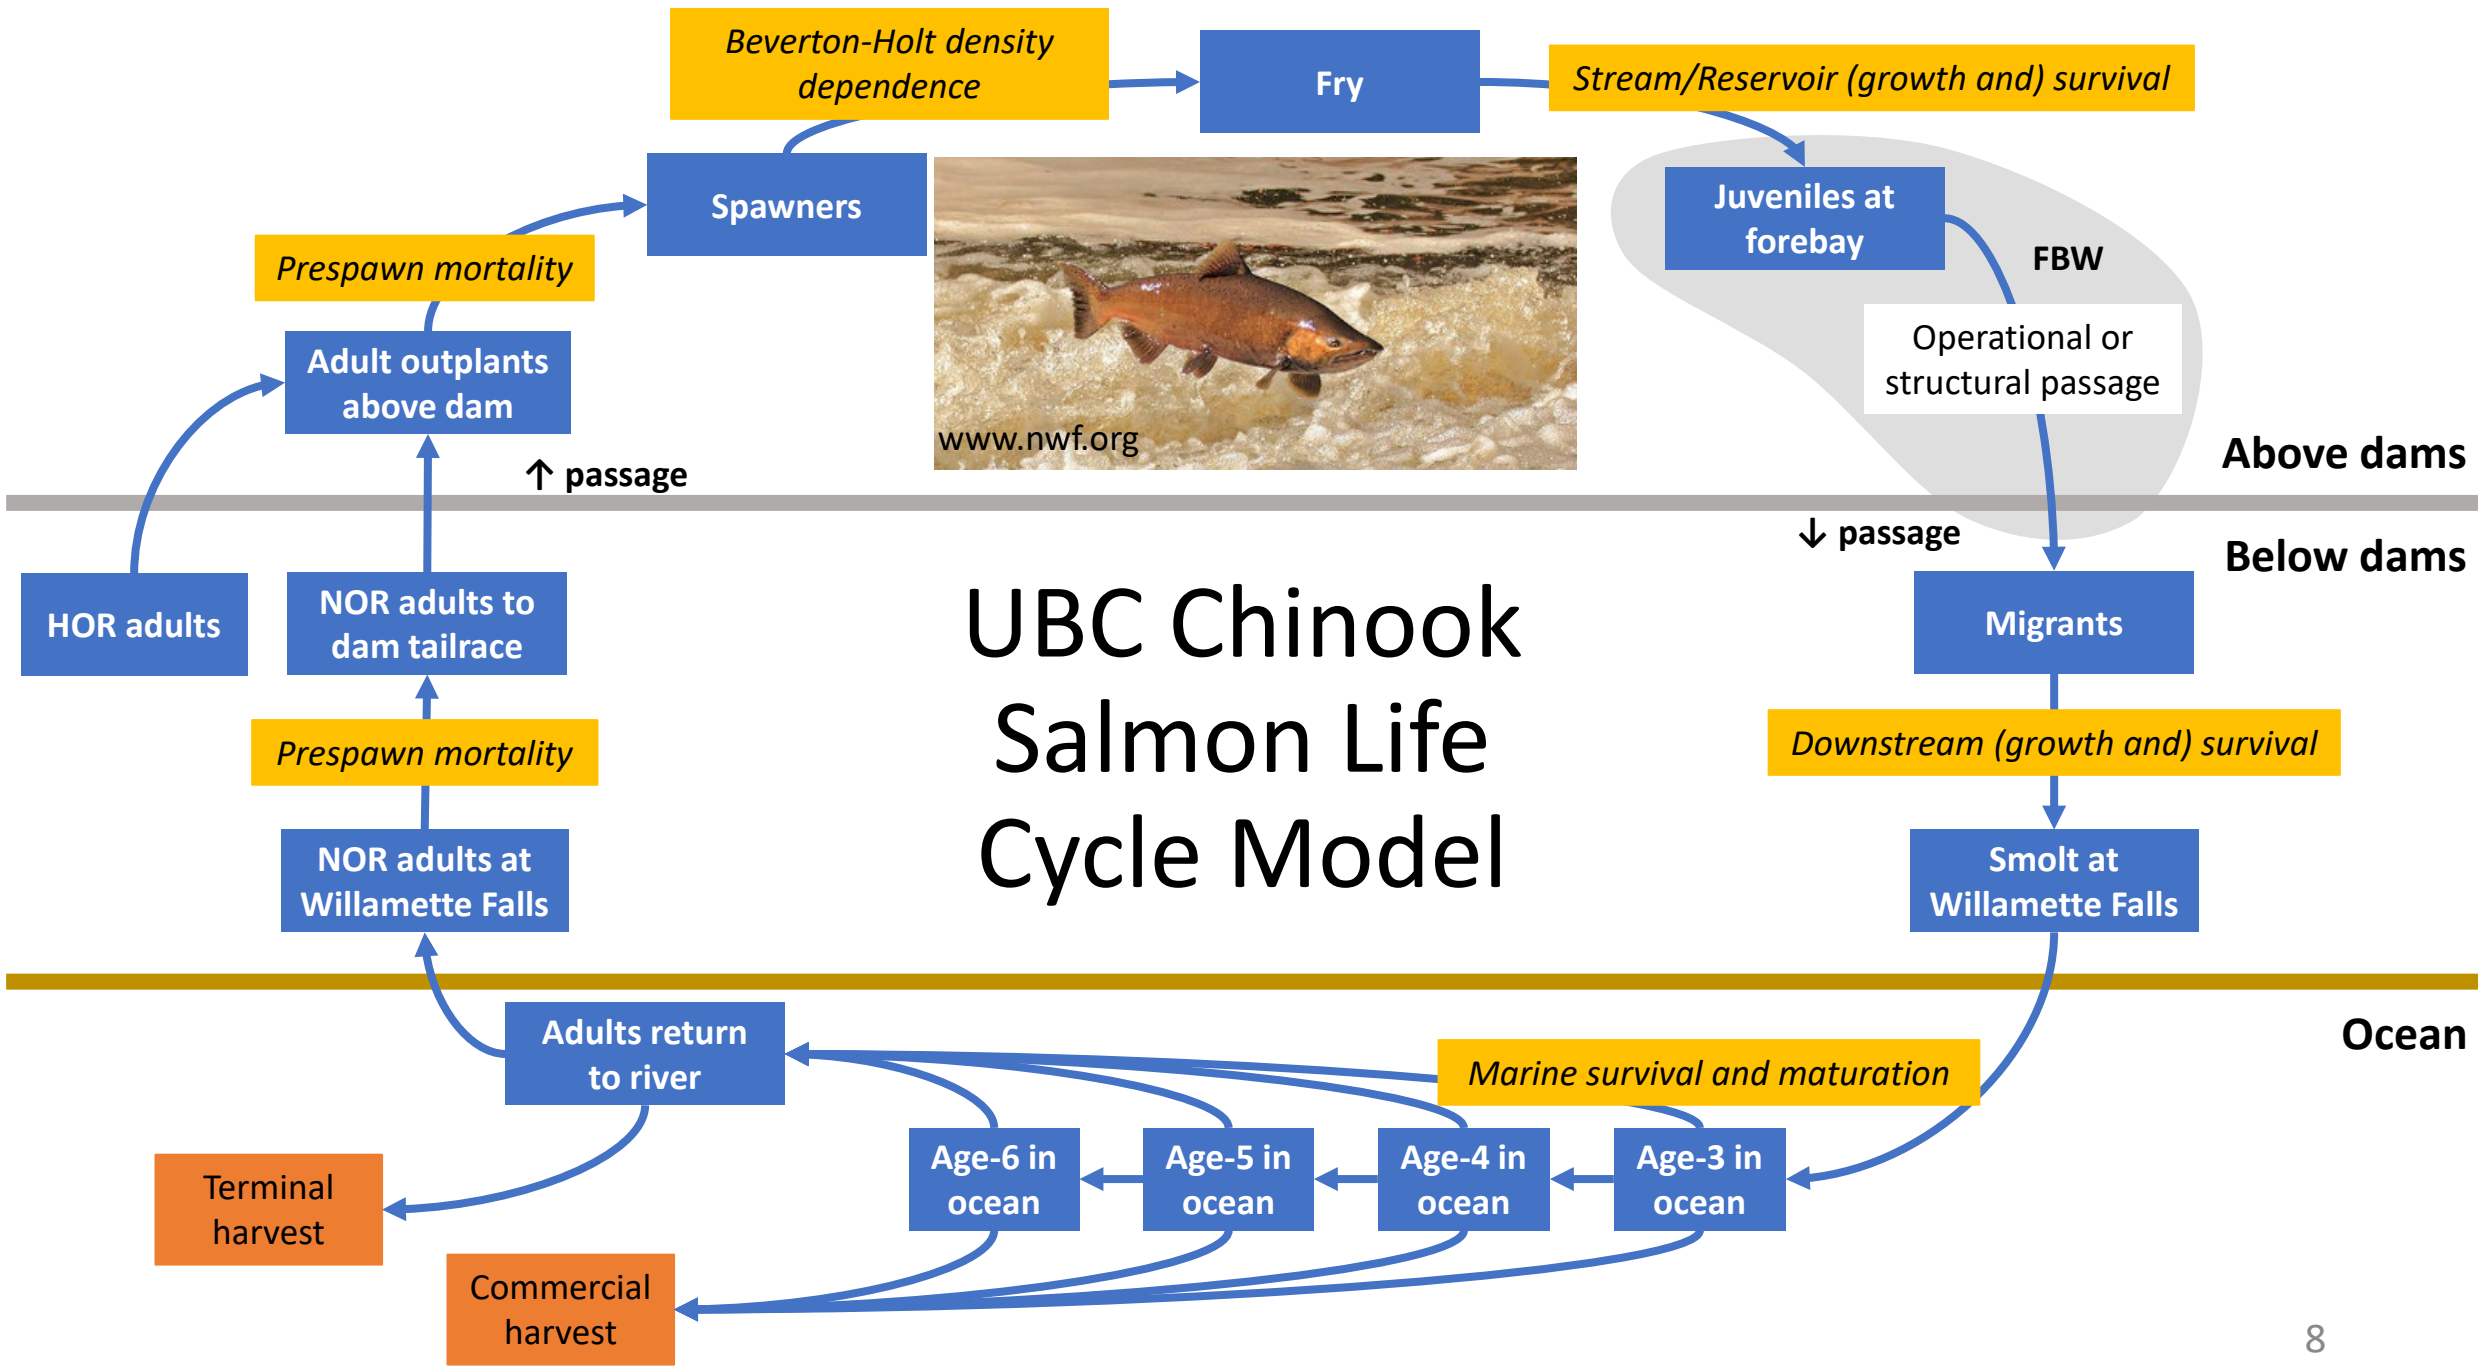 Beverton-Holt density
dependence
Fry
Stream/Reservoir (growth and) survival
Spawners
Juveniles at
forebay
FBW
Prespawn mortality
Operational or
structural passage
Adult outplants
above dam
www.nwf.org
↑ passage
Above dams
↓ passage
Below dams
HOR adults
NOR adults to
dam tailrace
UBC Chinook
Salmon Life
Cycle Model
Migrants
Prespawn mortality
Downstream (growth and) survival
NOR adults at
Willamette Falls
Smolt at
Willamette Falls
Ocean
Adults return
to river
Marine survival and maturation
Age-6 in
ocean
Age-5 in
ocean
Age-4 in
ocean
Age-3 in
ocean
Terminal
harvest
Commercial
harvest
8